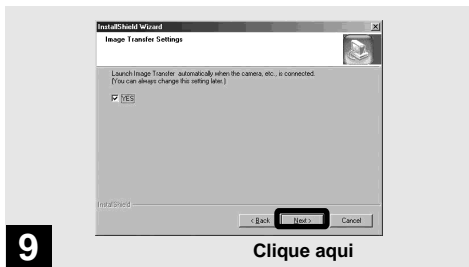 InstallShield Wizard
Image Transfer Settings
Launch Image Transfer automatically when the camera, etc., is connected.
(You can always change this setting later.)
YES
InstallShield
< Back Next > Cancel
9
Clique aqui